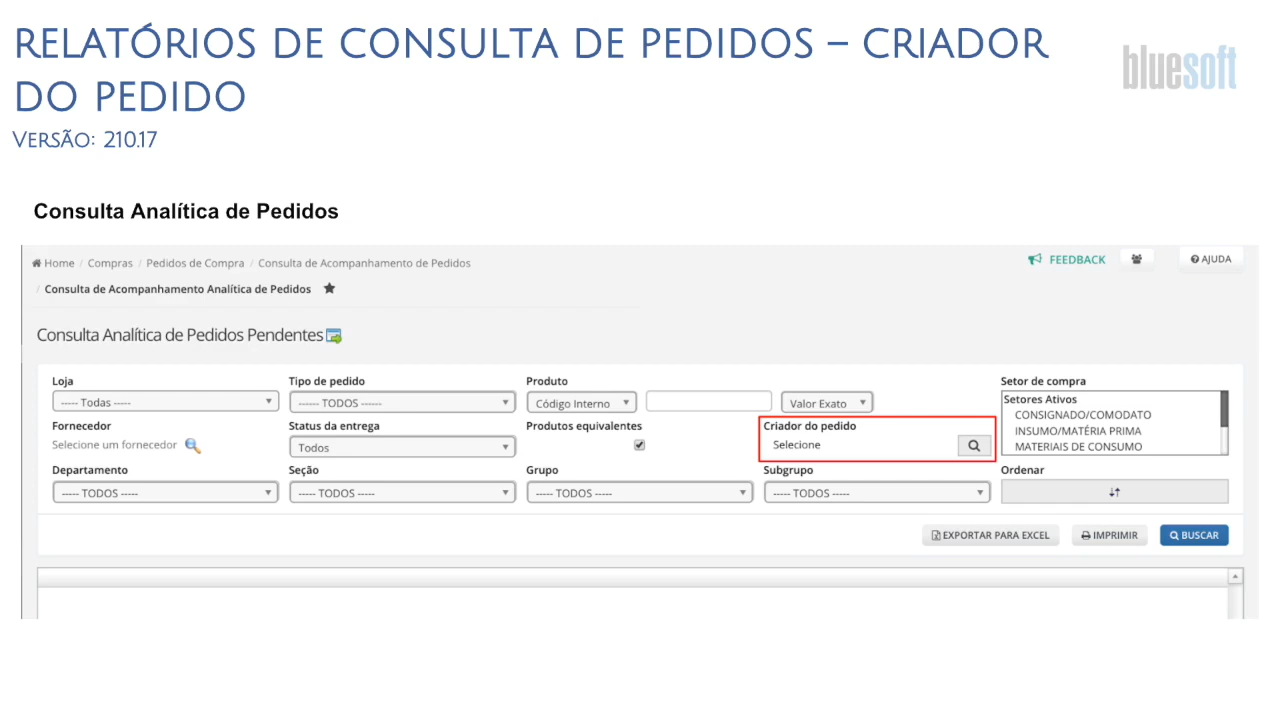 RELATÓRIOS DE CONSULTA DE PEDIDOS – CRIADOR
DO PEDIDO
bluesoft
VERSÃO: 210.17
Consulta Analítica de Pedidos
Home / Compras / Pedidos de Compra / Consulta de Acompanhamento de Pedidos
FEEDBACK
AJUDA
/ Consulta de Acompanhamento Analítica de Pedidos
Consulta Analítica de Pedidos Pendentes
Loja Tipo de pedido Produto Setor de compra
----- Todas ----- ------ TODOS ------ Código Interno Valor Exato Setores Ativos
CONSIGNADO/COMODATO
Fornecedor Status da entrega Produtos equivalentes Criador do pedido INSUMO/MATÉRIA PRIMA
Selecione um fornecedor Todos Selecione MATERIAIS DE CONSUMO
Departamento Seção Grupo Subgrupo Ordenar
----- TODOS ----- ----- TODOS ----- ----- TODOS ----- ----- TODOS -----
EXPORTAR PARA EXCEL IMPRIMIR BUSCAR